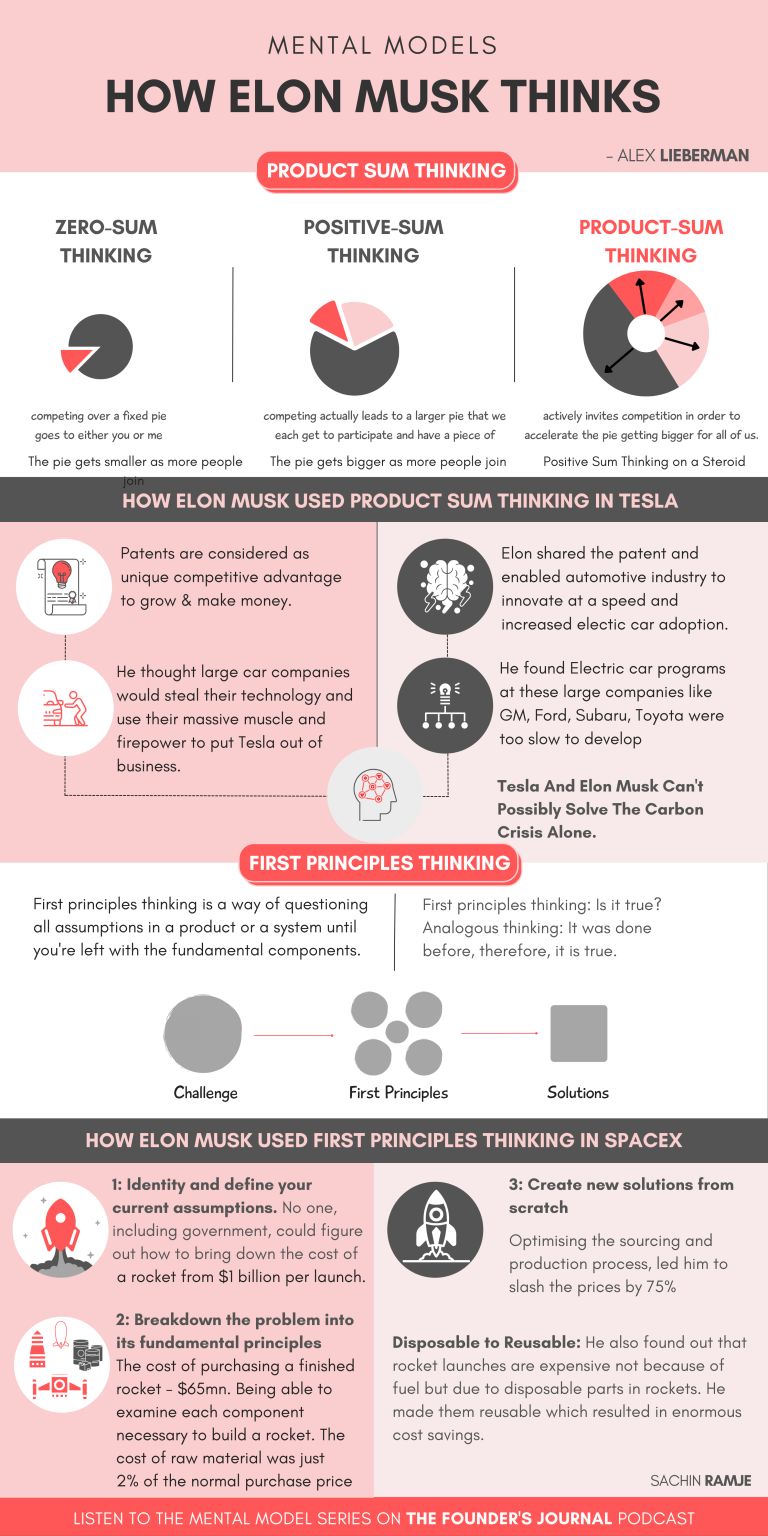 MENTAL MODELS
HOW ELON MUSK THINKS
- ALEX LIEBERMAN
PRODUCT SUM THINKING
ZERO-SUM
THINKING
competing over a fixed pie
goes to either you or me
The pie gets smaller as more people
join
POSITIVE-SUM
THINKING
competing actually leads to a larger pie that we
each get to participate and have a piece of
The pie gets bigger as more people join
PRODUCT-SUM
THINKING
actively invites competition in order to
accelerate the pie getting bigger for all of us.
Positive Sum Thinking on a Steroid
HOW ELON MUSK USED PRODUCT SUM THINKING IN TESLA
Patents are considered as
unique competitive advantage
to grow & make money.
He thought large car companies
would steal their technology and
use their massive muscle and
firepower to put Tesla out of
business.
Elon shared the patent and
enabled automotive industry to
innovate at a speed and
increased electic car adoption.
He found Electric car programs
at these large companies like
GM, Ford, Subaru, Toyota were
too slow to develop
Tesla And Elon Musk Can't
Possibly Solve The Carbon
Crisis Alone.
FIRST PRINCIPLES THINKING
First principles thinking is a way of questioning
all assumptions in a product or a system until
you're left with the fundamental components.
First principles thinking: Is it true?
Analogous thinking: It was done
before, therefore, it is true.
Challenge
First Principles
Solutions
HOW ELON MUSK USED FIRST PRINCIPLES THINKING IN SPACEX
1: Identity and define your
current assumptions. No one,
including government, could figure
out how to bring down the cost of
a rocket from $1 billion per launch.
2: Breakdown the problem into
its fundamental principles
The cost of purchasing a finished
rocket - $65mn. Being able to
examine each component
necessary to build a rocket. The
cost of raw material was just
2% of the normal purchase price
3: Create new solutions from
scratch
Optimising the sourcing and
production process, led him to
slash the prices by 75%
Disposable to Reusable: He also found out that
rocket launches are expensive not because of
fuel but due to disposable parts in rockets. He
made them reusable which resulted in enormous
cost savings.
SACHIN RAMJE
LISTEN TO THE MENTAL MODEL SERIES ON THE FOUNDER'S JOURNAL PODCAST